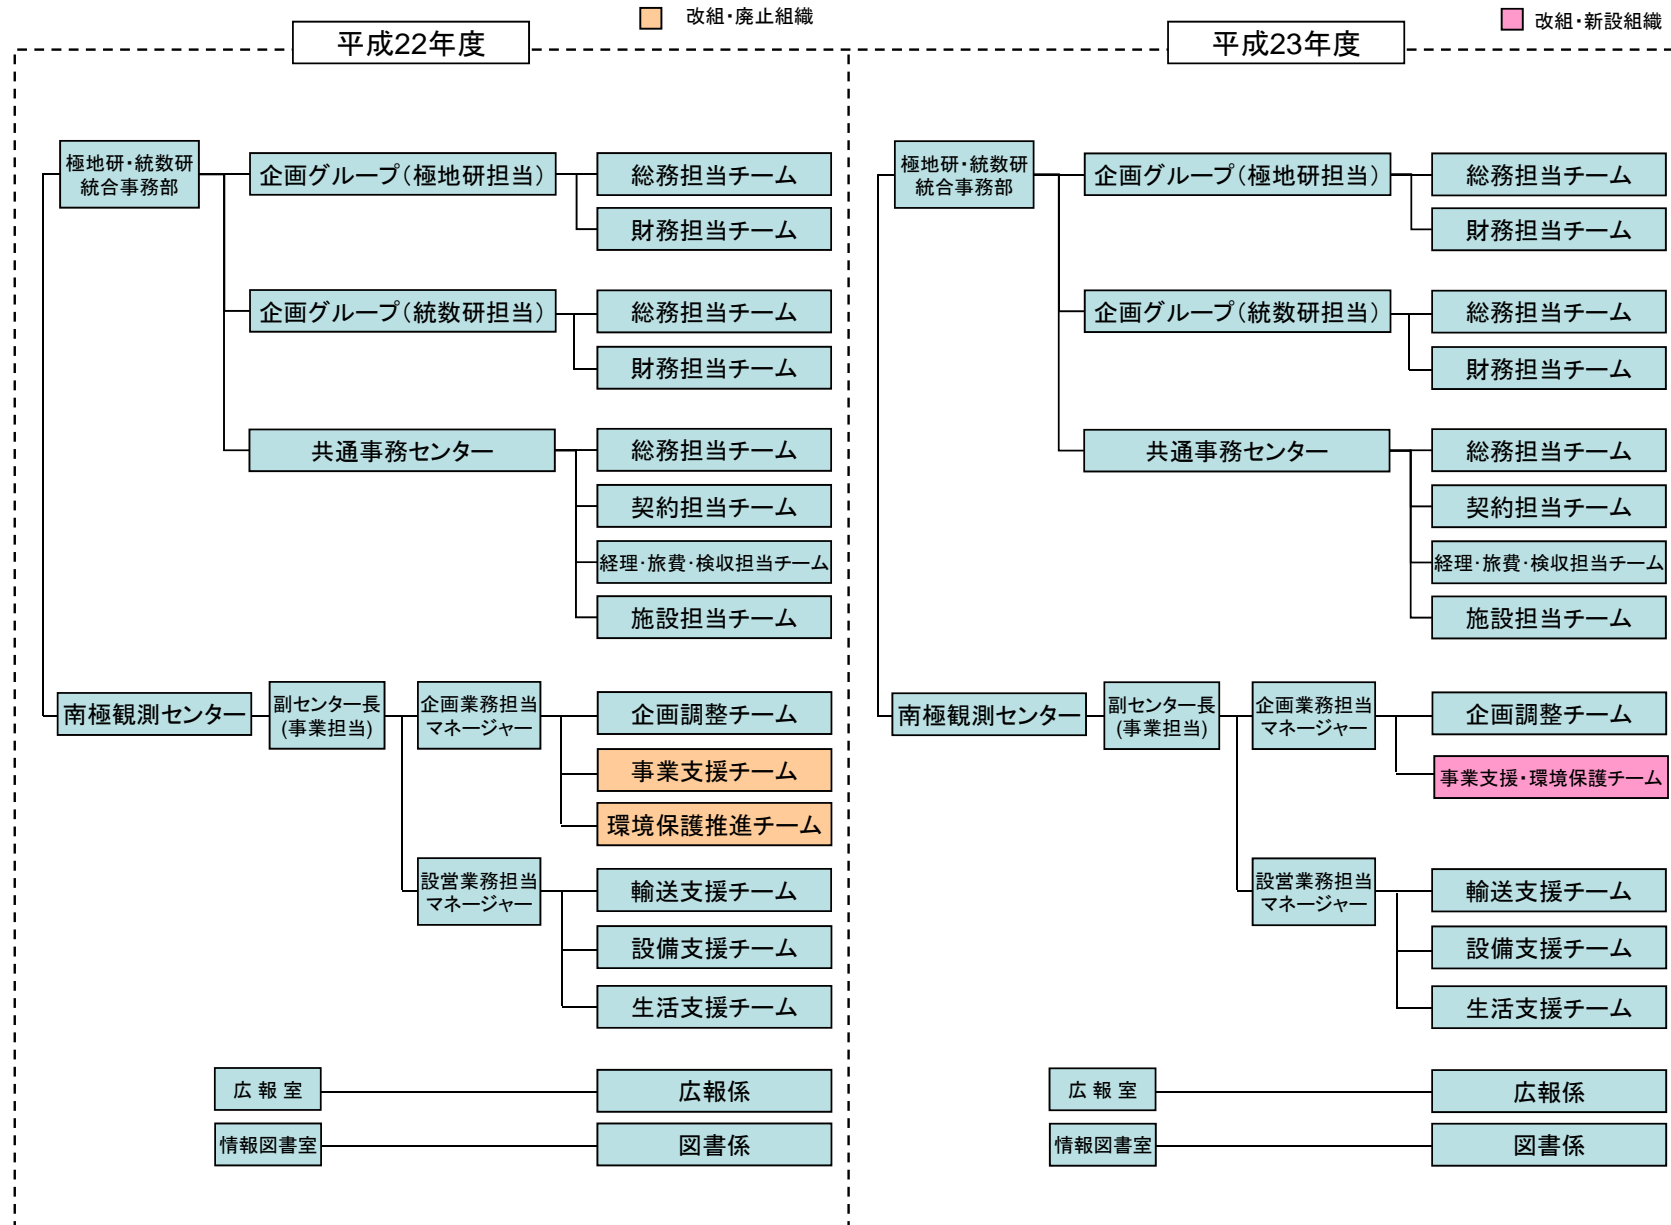 改組・廃止組織
平成22年度
極地研・統数研
統合事務部
企画グループ(極地研担当)
総務担当チーム
財務担当チーム
企画グループ(統数研担当)
総務担当チーム
財務担当チーム
共通事務センター
総務担当チーム
契約担当チーム
経理・旅費・検収担当チーム
施設担当チーム
南極観測センター
副センター長
(事業担当)
企画業務担当
マネージャー
企画調整チーム
事業支援チーム
環境保護推進チーム
設営業務担当
マネージャー
輸送支援チーム
設備支援チーム
生活支援チーム
広 報 室
広報係
情報図書室
図書係
改組・新設組織
平成23年度
極地研・統数研
統合事務部
企画グループ(極地研担当)
総務担当チーム
財務担当チーム
企画グループ(統数研担当)
総務担当チーム
財務担当チーム
共通事務センター
総務担当チーム
契約担当チーム
経理・旅費・検収担当チーム
施設担当チーム
南極観測センター
副センター長
(事業担当)
企画業務担当
マネージャー
企画調整チーム
事業支援・環境保護チーム
設営業務担当
マネージャー
輸送支援チーム
設備支援チーム
生活支援チーム
広 報 室
広報係
情報図書室
図書係